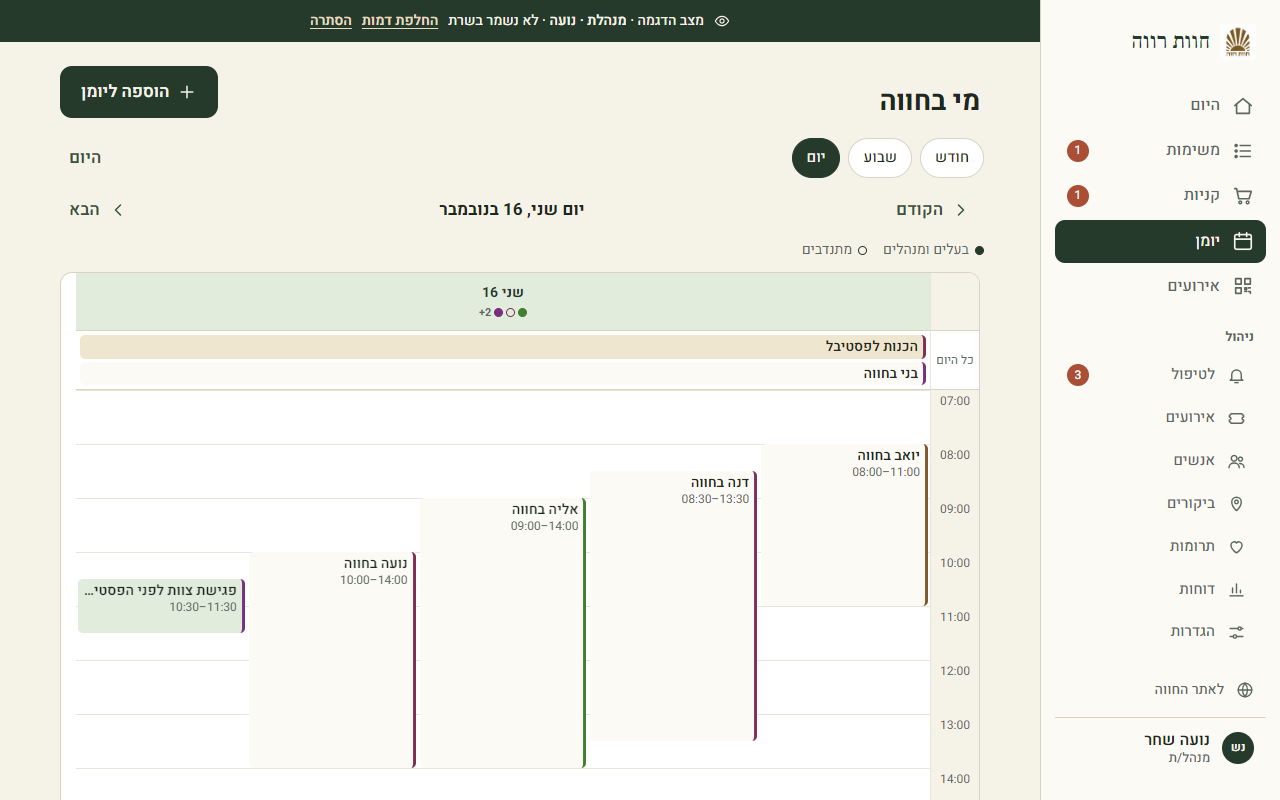 מצב הדגמה · מנהלת · נועה · לא נשמר בשרת החלפת דמות הסתרה
חוות רווה
היום
משימות 1
קניות 1
יומן
אירועים
ניהול
לטיפול 3
אירועים
אנשים
ביקורים
תרומות
דוחות
הגדרות
לאתר החווה
נש
נועה שחר
מנהל/ת
מי בחווה
הוספה ליומן
חודש שבוע יום
היום
הקודם
יום שני, 16 בנובמבר
הבא
בעלים ומנהלים מתנדבים
שני 16
+2
כל היום
הכנות לפסטיבל
בני בחווה
07:00
08:00
09:00
10:00
11:00
12:00
13:00
14:00
יואב בחווה
08:00–11:00
דנה בחווה
08:30–13:30
אליה בחווה
09:00–14:00
נועה בחווה
10:00–14:00
פגישת צוות לפני הפסטי...
10:30–11:30